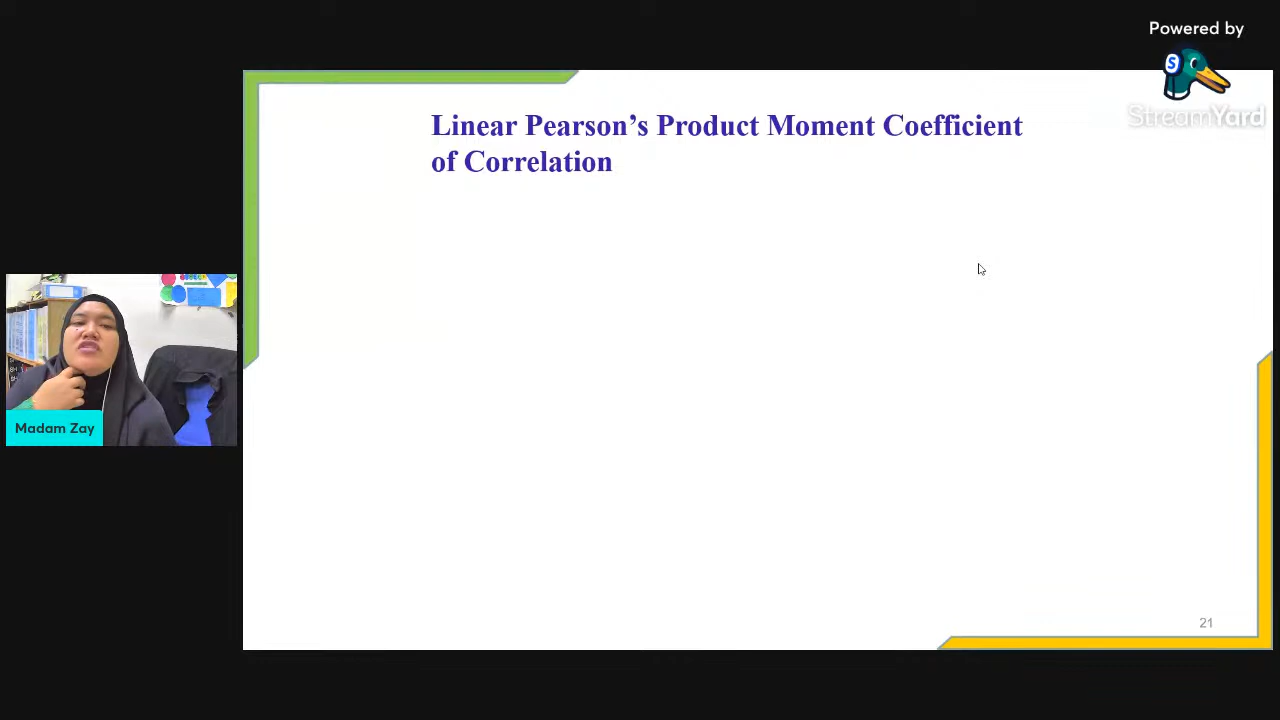 Powered by
StreamYard
Linear Pearson’s Product Moment Coefficient
of Correlation
Madam Zay
21